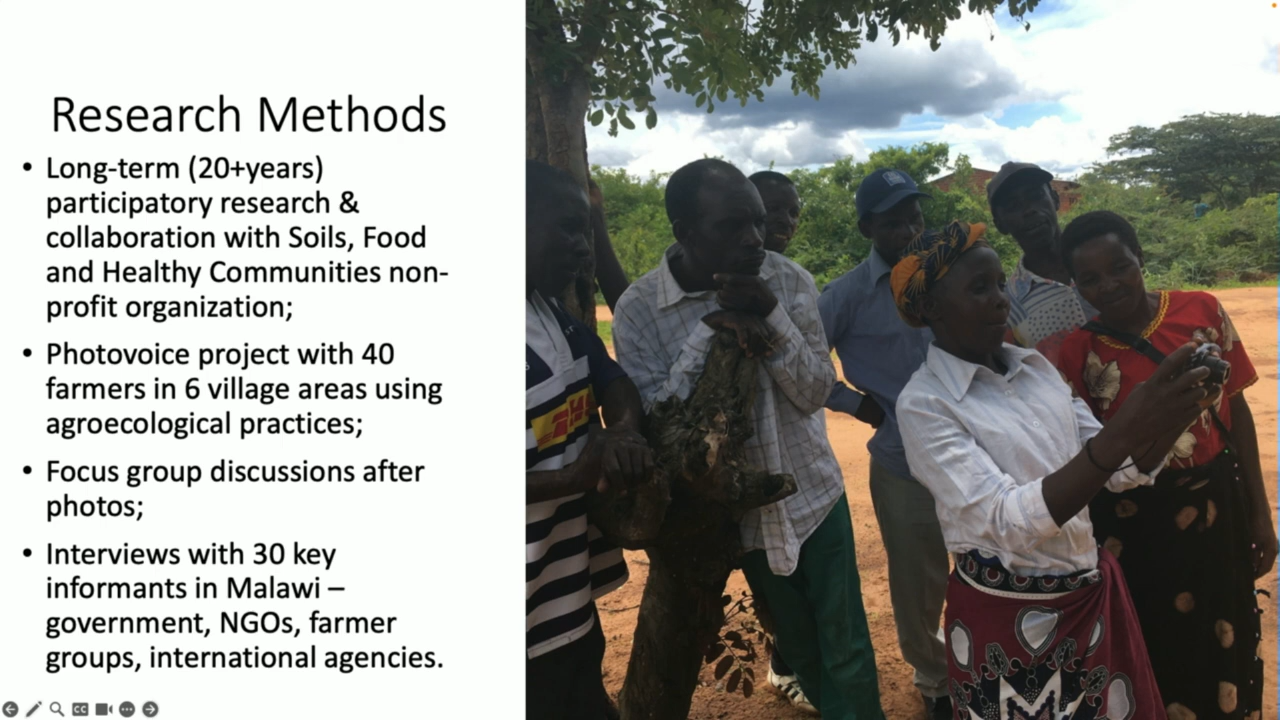 Research Methods
• Long-term (20+years)
participatory research &
collaboration with Soils, Food
and Healthy Communities non-
profit organization;
• Photovoice project with 40
farmers in 6 village areas using
agroecological practices;
• Focus group discussions after
photos;
• Interviews with 30 key
informants in Malawi –
government, NGOs, farmer
groups, international agencies.
CC